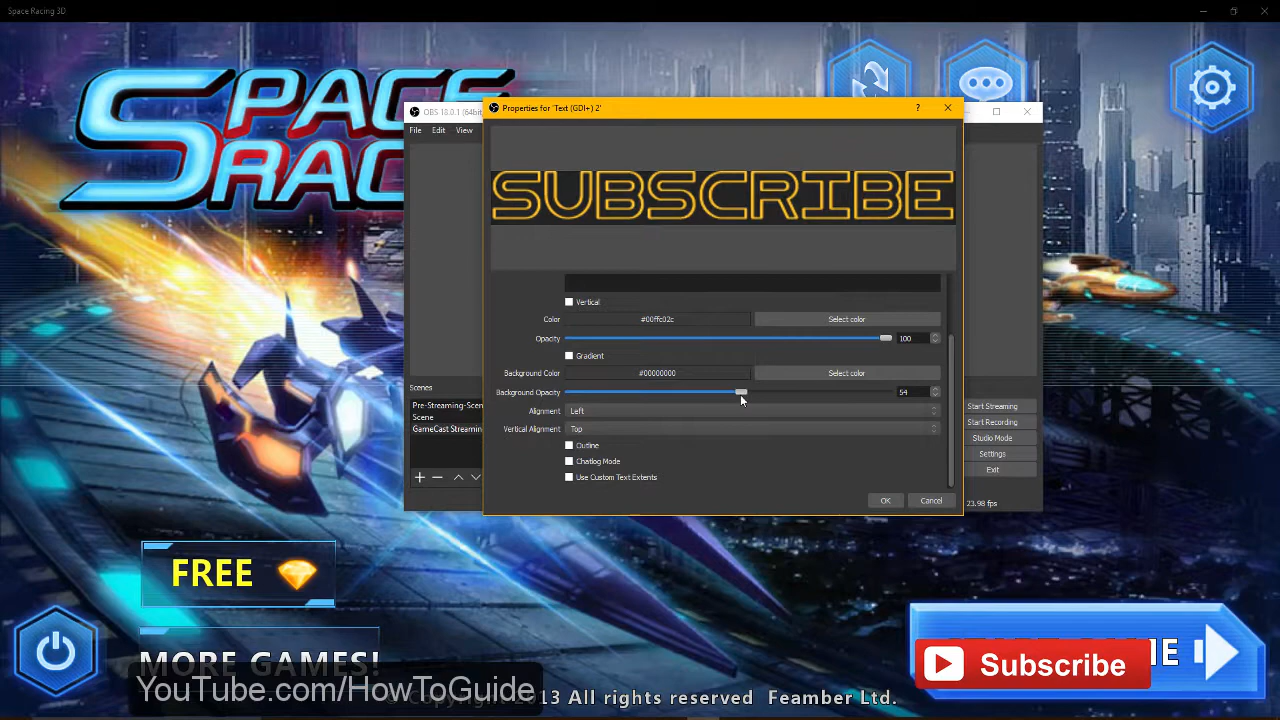 Space Racing 3D
SPACE
RAC
OBS 18.0.1 (64bit
File Edit View
Properties for 'Text (GDI+) 2'
?
SUBSCRIBE
Vertical
Color #00ffc02c Select color
Opacity 100
Gradient
Background Color #00000000 Select color
Background Opacity 54
Alignment Left
Vertical Alignment Top
Outline
Chatlog Mode
Use Custom Text Extents
OK Cancel
Scenes
Pre-Streaming-Scen
Scene
GameCast Streamin
Start Streaming
Start Recording
Studio Mode
Settings
Exit
23.98 fps
FREE
MORE GAMES!
YouTube.com/HowToGuide
13 All rights reserved Feamber Ltd.
Subscribe